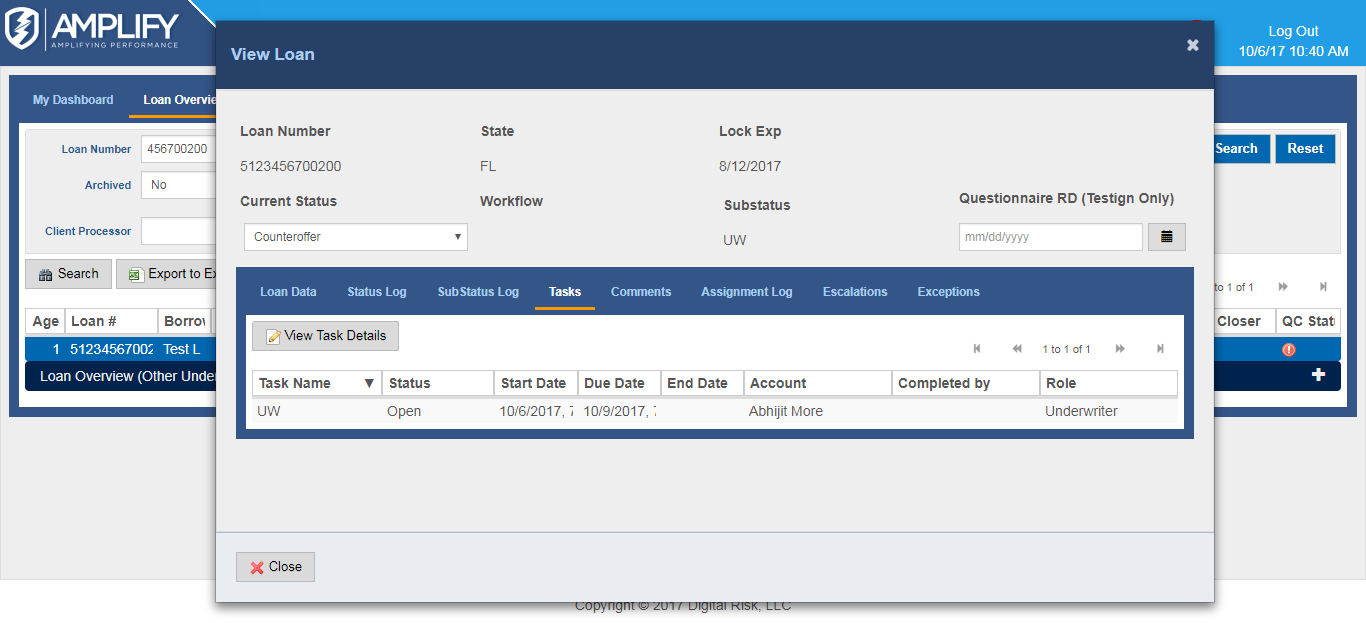 AMPLIFY
AMPLIFYING PERFORMANCE
Log Out
10/6/17 10:40 AM
My Dashboard
Loan Overvie
Loan Number 456700200
Archived No
Client Processor
Search Reset
Search Export to Ex
to 1 of 1
Age Loan # Borrov Closer QC Statu
1 51234567002 Test L
Loan Overview (Other Under
View Loan
Loan Number State Lock Exp
5123456700200 FL 8/12/2017
Current Status Workflow Substatus Questionnaire RD (Testign Only)
Counteroffer UW mm/dd/yyyy
Loan Data Status Log SubStatus Log Tasks Comments Assignment Log Escalations Exceptions
View Task Details
1 to 1 of 1
Task Name Status Start Date Due Date End Date Account Completed by Role
UW Open 10/6/2017, 7 10/9/2017, Abhijit More Underwriter
Close
Copyright © 2017 Digital Risk, LLC